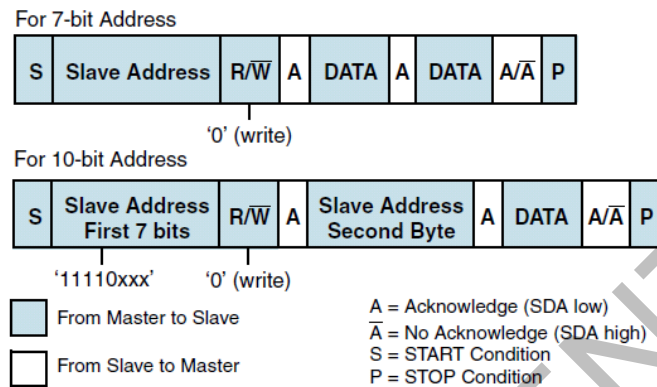 For 7-bit Address
S Slave Address R/W̅ A DATA A DATA A/A̅ P
'0' (write)
For 10-bit Address
S Slave Address First 7 bits R/W̅ A Slave Address Second Byte A DATA A/A̅ P
'11110xxx' '0' (write)
From Master to Slave
From Slave to Master
A = Acknowledge (SDA low)
A̅ = No Acknowledge (SDA high)
S = START Condition
P = STOP Condition